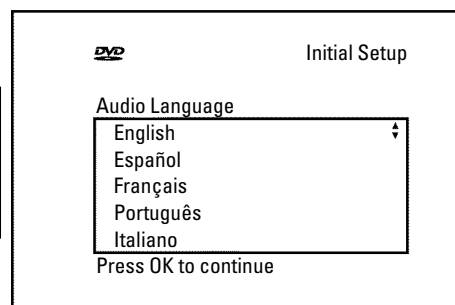 DVD
Initial Setup
Audio Language
English
Español
Français
Português
Italiano
Press OK to continue